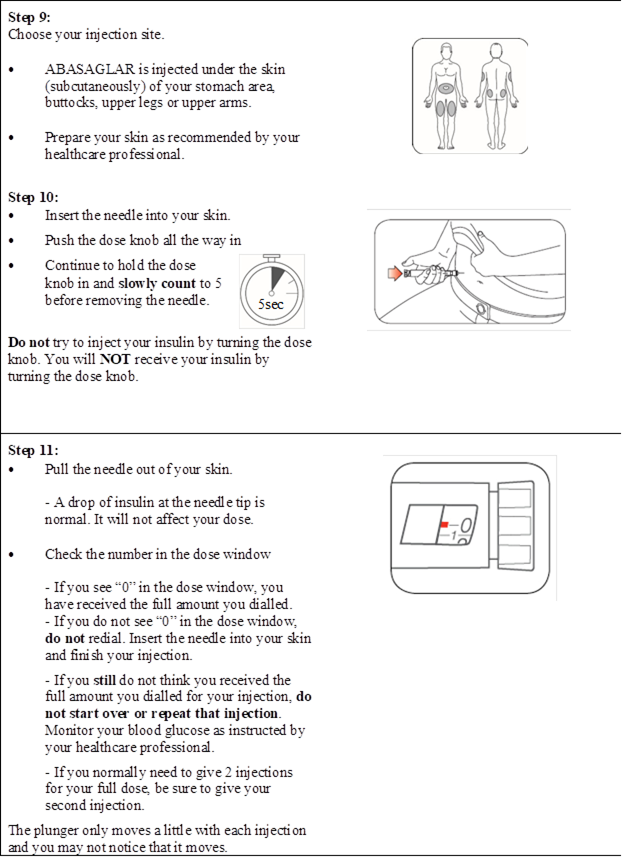 Step 9:
Choose your injection site.
• ABASAGLAR is injected under the skin
(subcutaneously) of your stomach area,
buttocks, upper legs or upper arms.
• Prepare your skin as recommended by your
healthcare professional.
Step 10:
• Insert the needle into your skin.
• Push the dose knob all the way in
• Continue to hold the dose
knob in and slowly count to 5
before removing the needle.
5sec
Do not try to inject your insulin by turning the dose
knob. You will NOT receive your insulin by
turning the dose knob.
Step 11:
• Pull the needle out of your skin.
- A drop of insulin at the needle tip is
normal. It will not affect your dose.
• Check the number in the dose window
- If you see “0” in the dose window, you
have received the full amount you dialled.
- If you do not see “0” in the dose window,
do not redial. Insert the needle into your skin
and finish your injection.
- If you still do not think you received the
full amount you dialled for your injection, do
not start over or repeat that injection.
Monitor your blood glucose as instructed by
your healthcare professional.
- If you normally need to give 2 injections
for your full dose, be sure to give your
second injection.
The plunger only moves a little with each injection
and you may not notice that it moves.
0
1